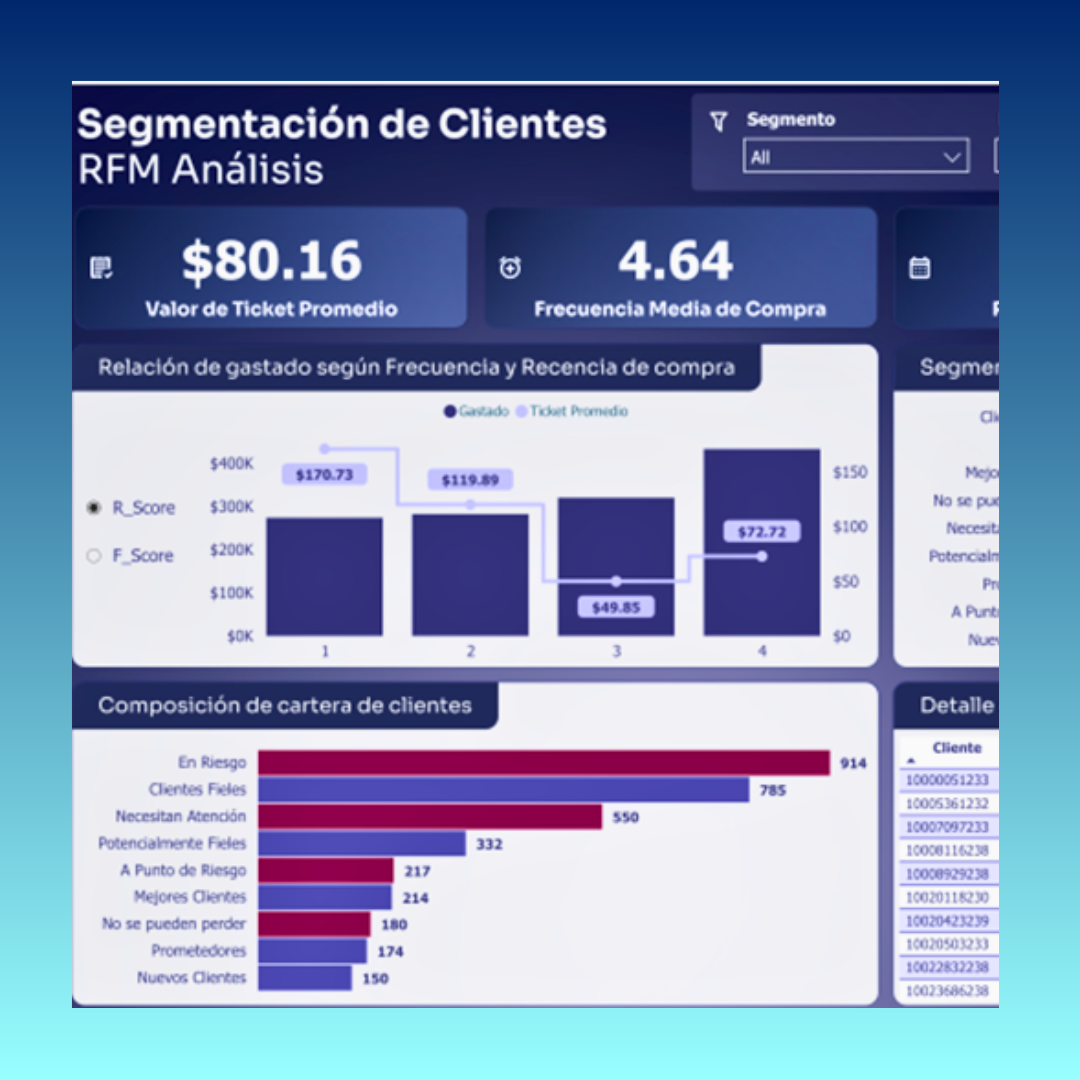 Segmentación de Clientes
RFM Análisis
Segmento
All
$80.16
Valor de Ticket Promedio
4.64
Frecuencia Media de Compra
Relación de gastado según Frecuencia y Recencia de compra
Gastado Ticket Promedio
R_Score
F_Score
$400K
$300K
$200K
$100K
$0K
$170.73
$119.89
$49.85
$72.72
$150
$100
$50
$0
1 2 3 4
Segmen
Cli
Mejo
No se pue
Necesita
Potencialm
Pr
A Punt
Nue
Composición de cartera de clientes
En Riesgo 914
Clientes Fieles 785
Necesitan Atención 550
Potencialmente Fieles 332
A Punto de Riesgo 217
Mejores Clientes 214
No se pueden perder 180
Prometedores 174
Nuevos Clientes 150
Detalle
Cliente
10000051233
10005361232
10007097233
10008116238
10008929238
10020118230
10020423239
10020503233
10022832238
10023686238